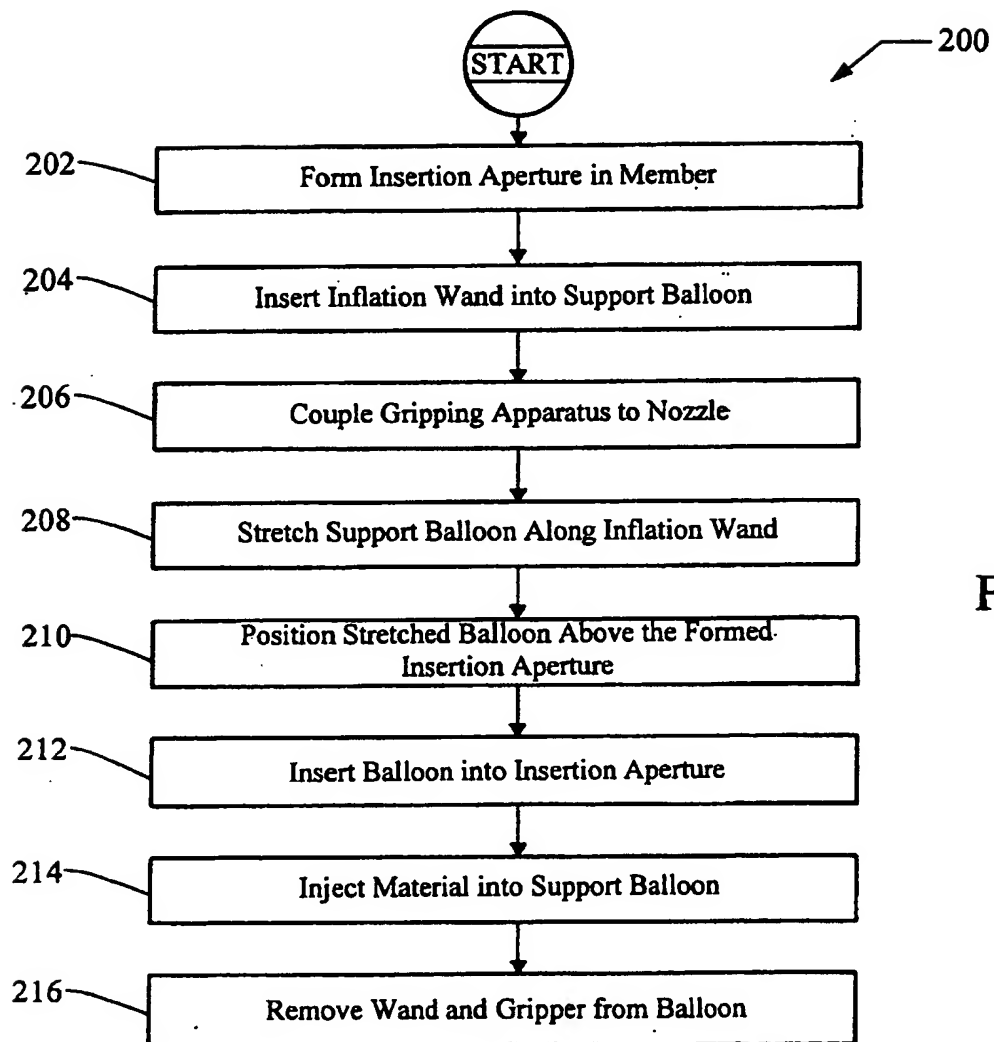 200
START
202
Form Insertion Aperture in Member
204
Insert Inflation Wand into Support Balloon
206
Couple Gripping Apparatus to Nozzle
208
Stretch Support Balloon Along Inflation Wand
F
210
Position Stretched Balloon Above the Formed
Insertion Aperture
212
Insert Balloon into Insertion Aperture
214
Inject Material into Support Balloon
216
Remove Wand and Gripper from Balloon